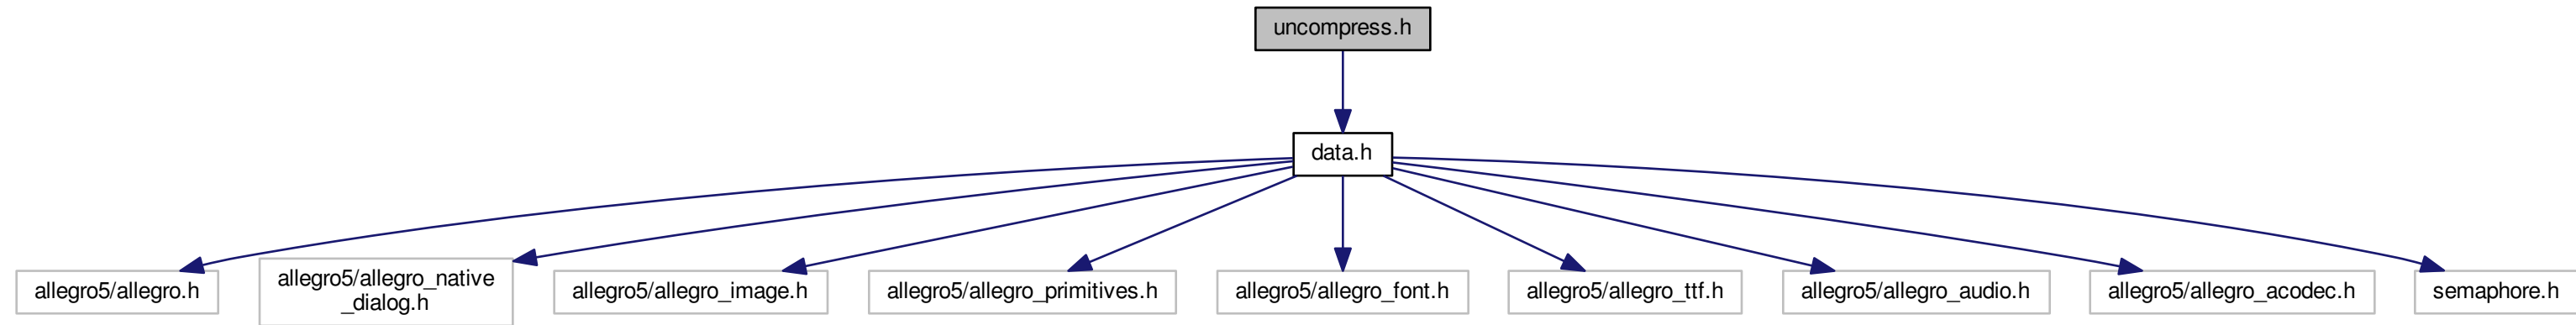 uncompress.h
data.h
allegro5/allegro.h
allegro5/allegro_native
_dialog.h
allegro5/allegro_image.h
allegro5/allegro_primitives.h
allegro5/allegro_font.h
allegro5/allegro_ttf.h
allegro5/allegro_audio.h
allegro5/allegro_acodec.h
semaphore.h